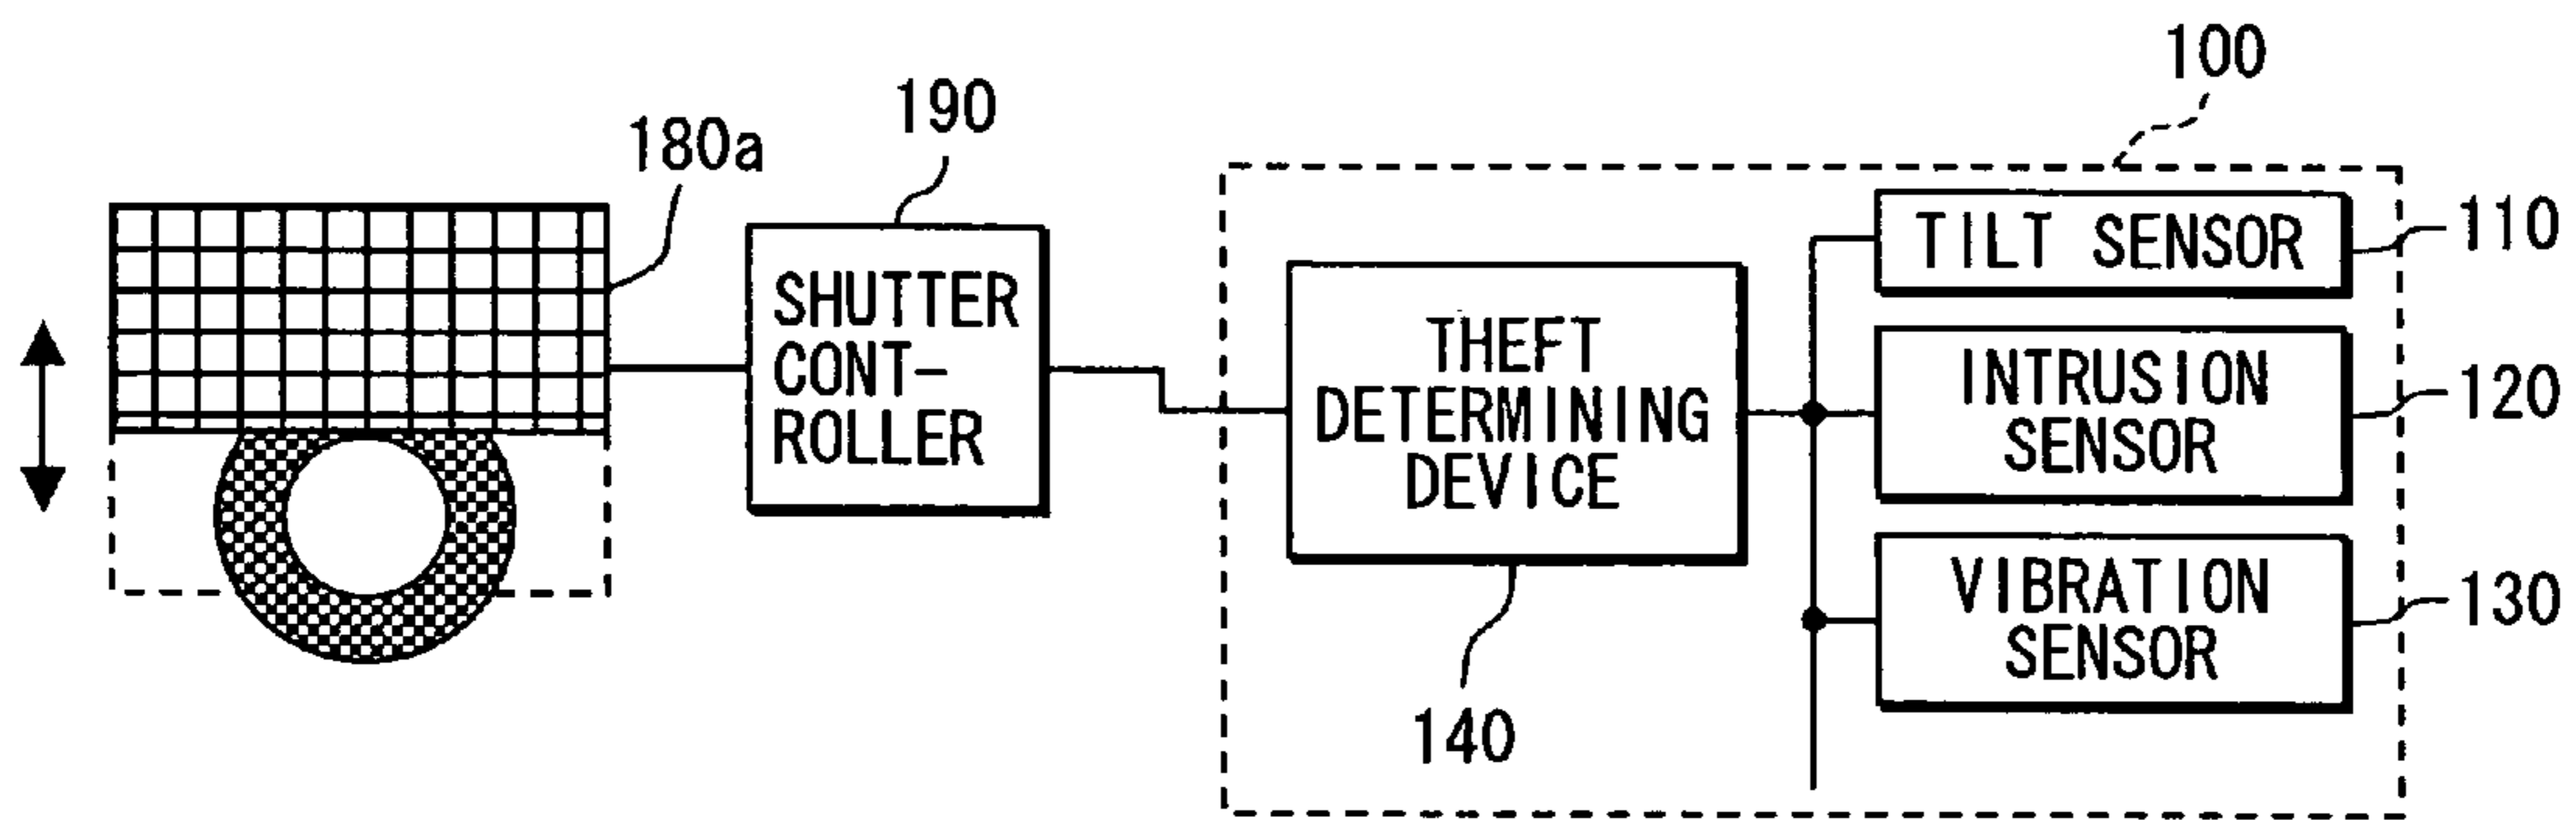 100
190
180a
110
TILT SENSOR
SHUTTER
CONT-
ROLLER
THEFT
DETERMINING
DEVICE
INTRUSION
SENSOR
120
VIBRATION
SENSOR
130
140